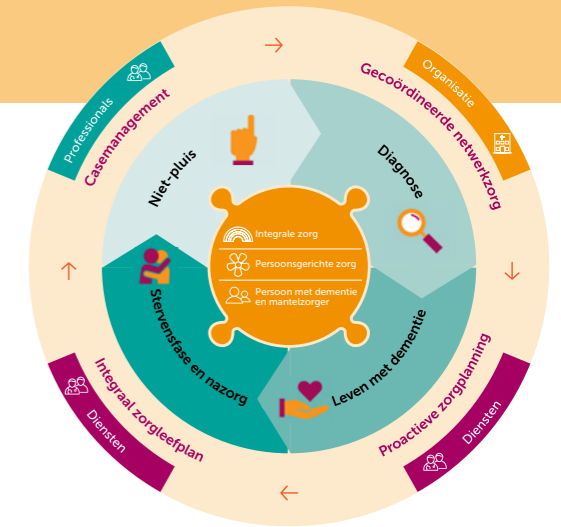 Professionals
Casemanagement
Organisatie
Gecoördineerde netwerkzorg
Niet-pluis
Diagnose
Integrale zorg
Persoonsgerichte zorg
Persoon met dementie
en mantelzorger
Stervensfase en nazorg
Leven met dementie
Integraal zorgleefplan
Diensten
Proactieve zorgplanning
Diensten